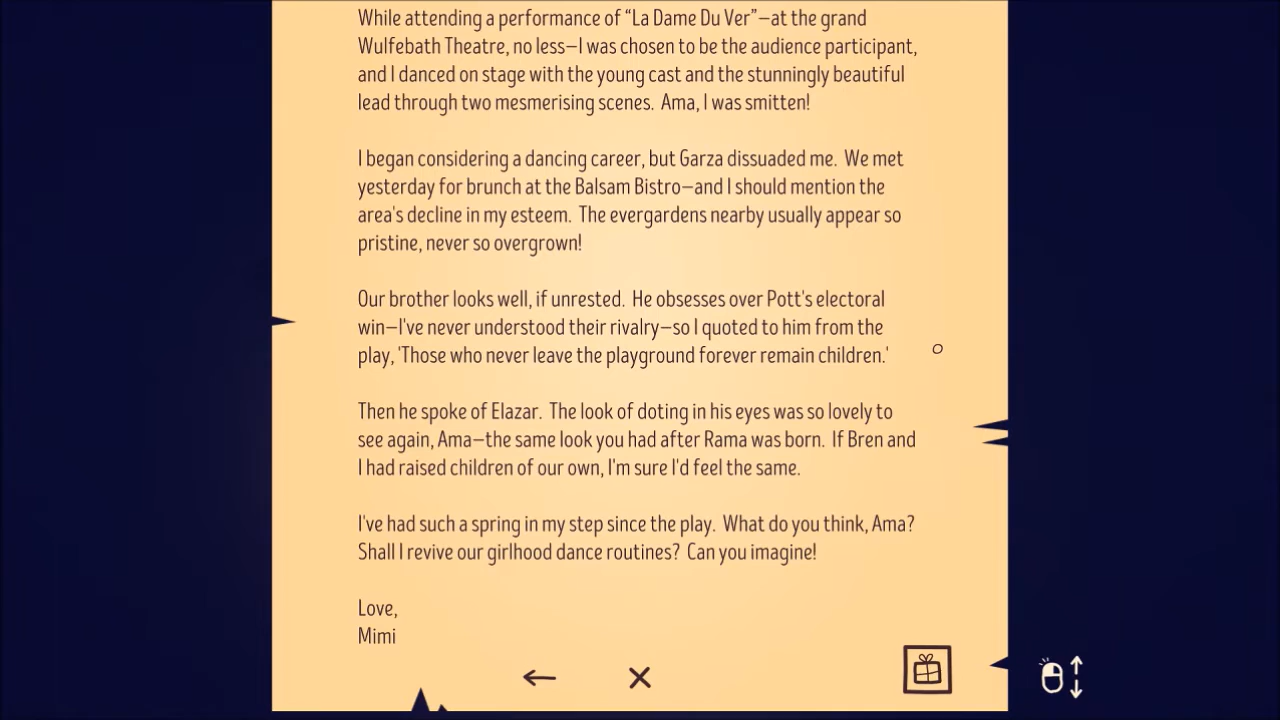 While attending a performance of “La Dame Du Ver”—at the grand
Wulfebath Theatre, no less—I was chosen to be the audience participant,
and I danced on stage with the young cast and the stunningly beautiful
lead through two mesmerising scenes.  Ama, I was smitten!
I began considering a dancing career, but Garza dissuaded me.  We met
yesterday for brunch at the Balsam Bistro—and I should mention the
area's decline in my esteem.  The evergardens nearby usually appear so
pristine, never so overgrown!
Our brother looks well, if unrested.  He obsesses over Pott's electoral
win—I've never understood their rivalry—so I quoted to him from the
play, 'Those who never leave the playground forever remain children.'
Then he spoke of Elazar.  The look of doting in his eyes was so lovely to
see again, Ama—the same look you had after Rama was born.  If Bren and
I had raised children of our own, I'm sure I'd feel the same.
I've had such a spring in my step since the play.  What do you think, Ama?
Shall I revive our girlhood dance routines?  Can you imagine!
Love,
Mimi